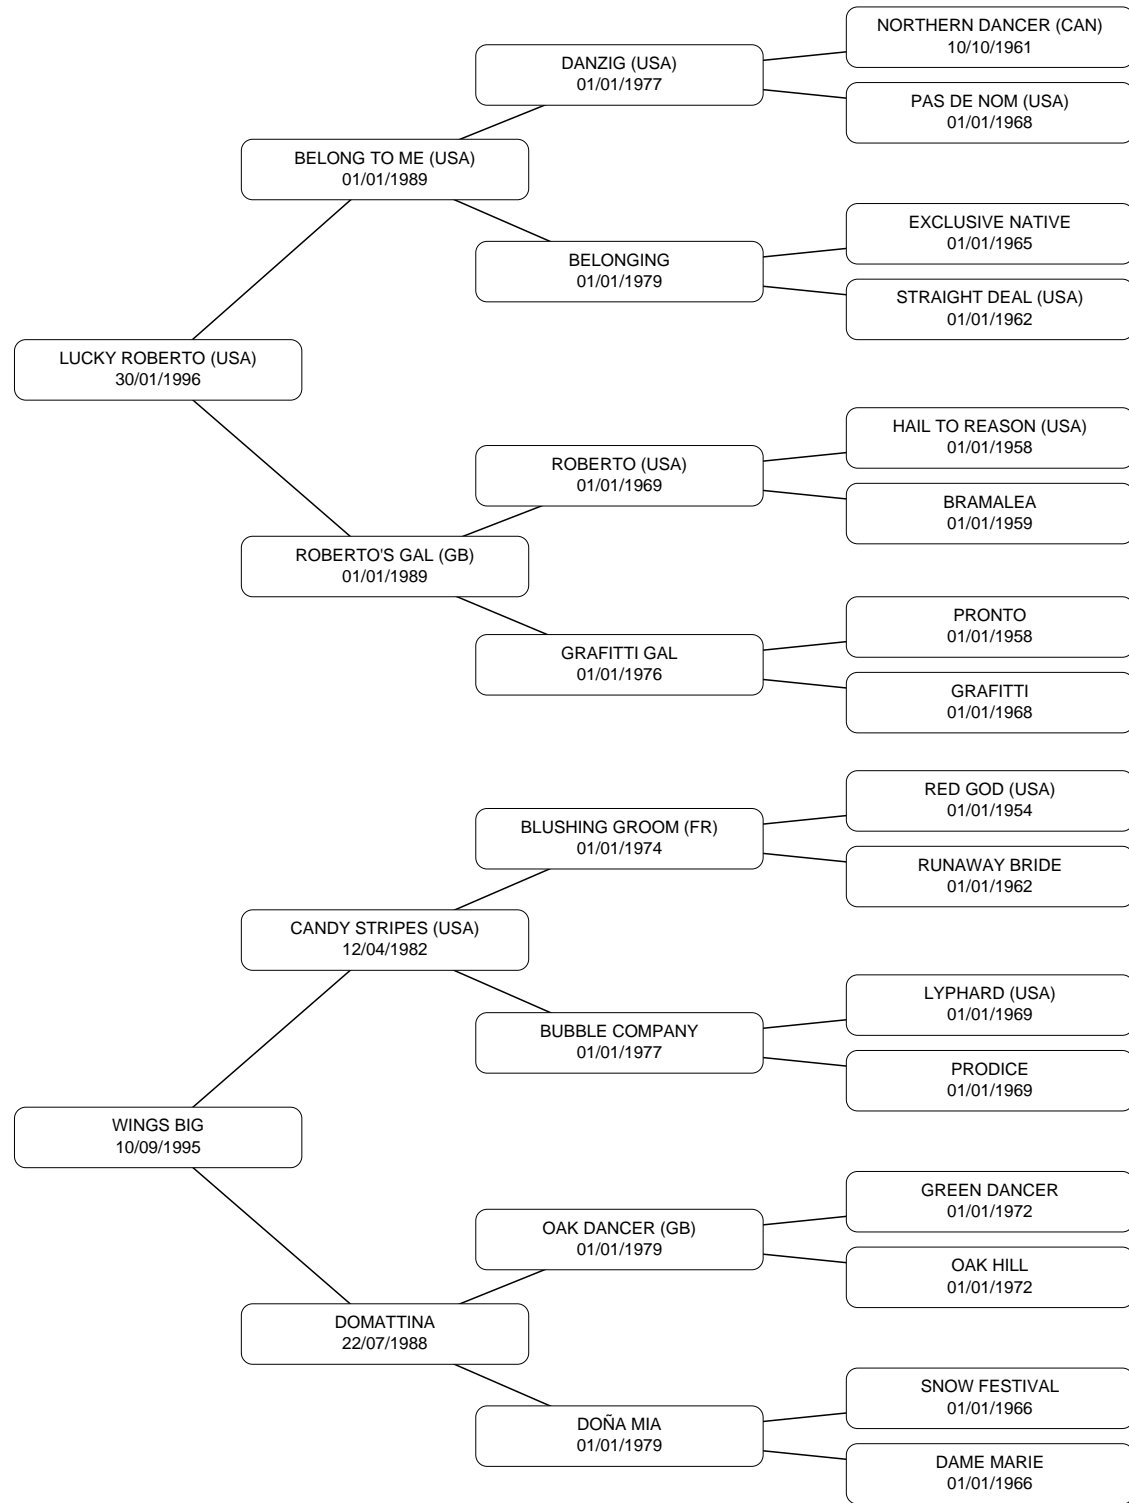 NORTHERN DANCER (CAN)
10/10/1961
DANZIG (USA)
01/01/1977
PAS DE NOM (USA)
01/01/1968
BELONG TO ME (USA)
01/01/1989
EXCLUSIVE NATIVE
01/01/1965
BELONGING
01/01/1979
STRAIGHT DEAL (USA)
01/01/1962
LUCKY ROBERTO (USA)
30/01/1996
HAIL TO REASON (USA)
01/01/1958
ROBERTO (USA)
01/01/1969
BRAMALEA
01/01/1959
ROBERTO'S GAL (GB)
01/01/1989
PRONTO
01/01/1958
GRAFITTI GAL
01/01/1976
GRAFITTI
01/01/1968
RED GOD (USA)
01/01/1954
BLUSHING GROOM (FR)
01/01/1974
RUNAWAY BRIDE
01/01/1962
CANDY STRIPES (USA)
12/04/1982
LYPHARD (USA)
01/01/1969
BUBBLE COMPANY
01/01/1977
PRODICE
01/01/1969
WINGS BIG
10/09/1995
GREEN DANCER
01/01/1972
OAK DANCER (GB)
01/01/1979
OAK HILL
01/01/1972
DOMATTINA
22/07/1988
SNOW FESTIVAL
01/01/1966
DOÑA MIA
01/01/1979
DAME MARIE
01/01/1966